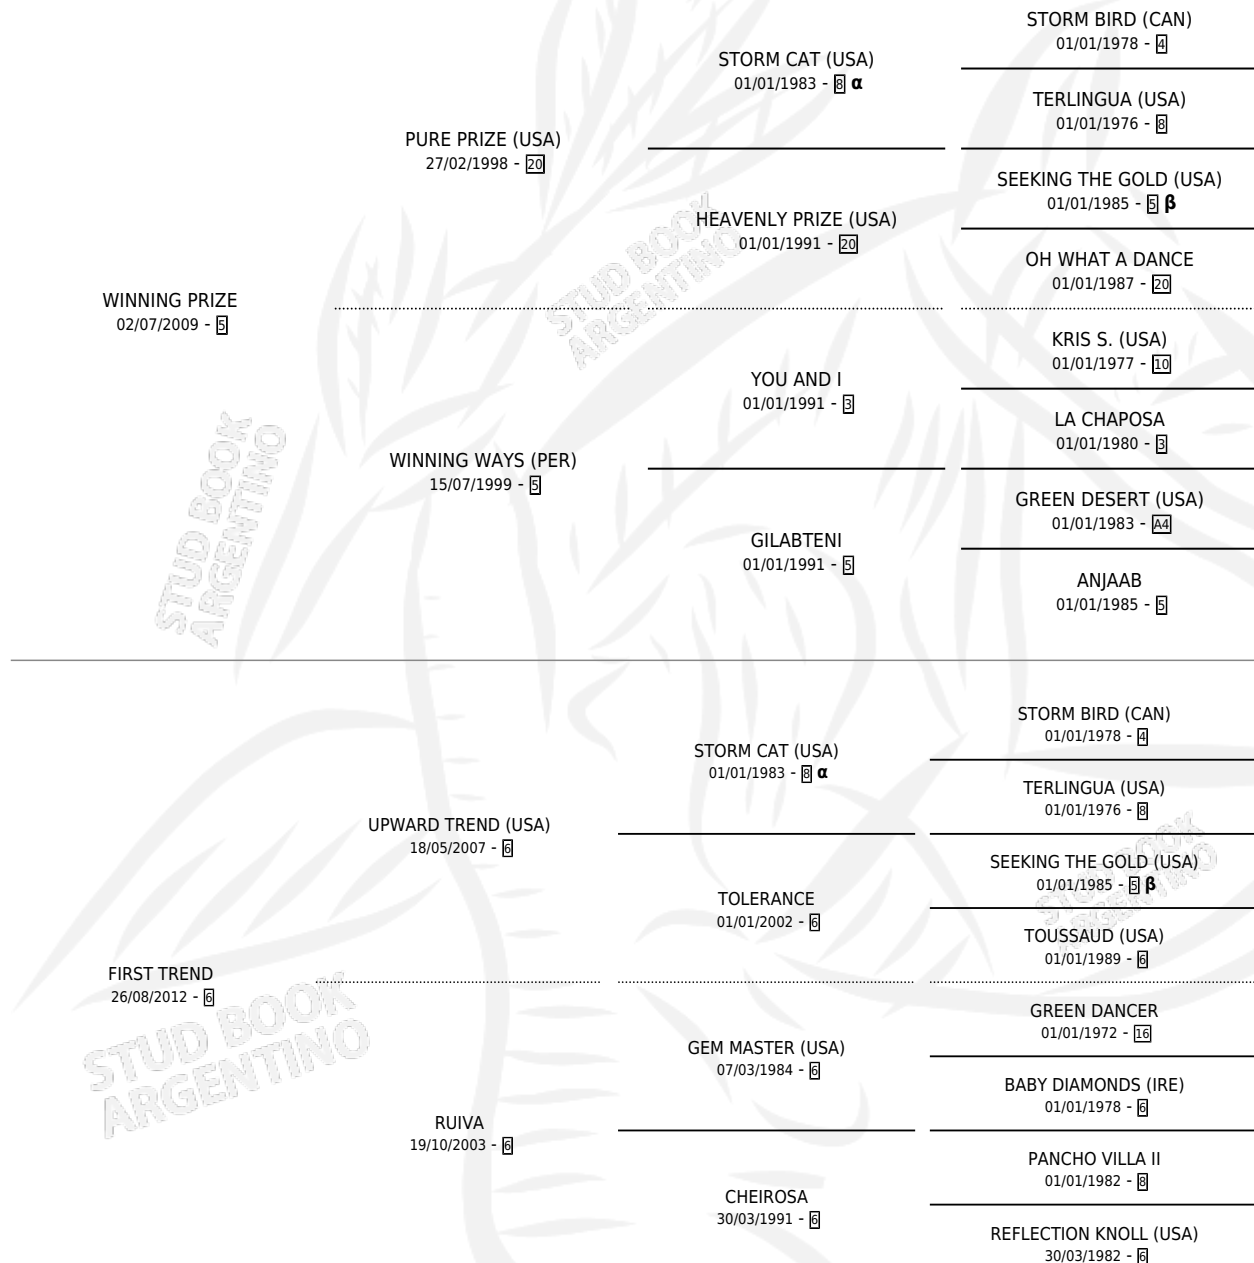 STORM BIRD (CAN)
01/01/1978 - 4
STORM CAT (USA)
01/01/1983 - 8 α
TERLINGUA (USA)
01/01/1976 - 8
PURE PRIZE (USA)
27/02/1998 - 20
SEEKING THE GOLD (USA)
01/01/1985 - 5 β
HEAVENLY PRIZE (USA)
01/01/1991 - 20
OH WHAT A DANCE
01/01/1987 - 20
WINNING PRIZE
02/07/2009 - 5
KRIS S. (USA)
01/01/1977 - 10
YOU AND I
01/01/1991 - 3
LA CHAPOSA
01/01/1980 - 3
WINNING WAYS (PER)
15/07/1999 - 5
GREEN DESERT (USA)
01/01/1983 - A4
GILABTENI
01/01/1991 - 5
ANJAAB
01/01/1985 - 5
STUD BOOK
ARGENTINO
STUD BOOK
ARGENTINO
STORM BIRD (CAN)
01/01/1978 - 4
STORM CAT (USA)
01/01/1983 - 8 α
TERLINGUA (USA)
01/01/1976 - 8
UPWARD TREND (USA)
18/05/2007 - 6
SEEKING THE GOLD (USA)
01/01/1985 - 5 β
TOLERANCE
01/01/2002 - 6
TOUSSAUD (USA)
01/01/1989 - 6
FIRST TREND
26/08/2012 - 6
GREEN DANCER
01/01/1972 - 16
GEM MASTER (USA)
07/03/1984 - 6
BABY DIAMONDS (IRE)
01/01/1978 - 6
RUIVA
19/10/2003 - 6
PANCHO VILLA II
01/01/1982 - 8
CHEIROSA
30/03/1991 - 6
REFLECTION KNOLL (USA)
30/03/1982 - 6
STUD BOOK
ARGENTINO
STUD BOOK
ARGENTINO